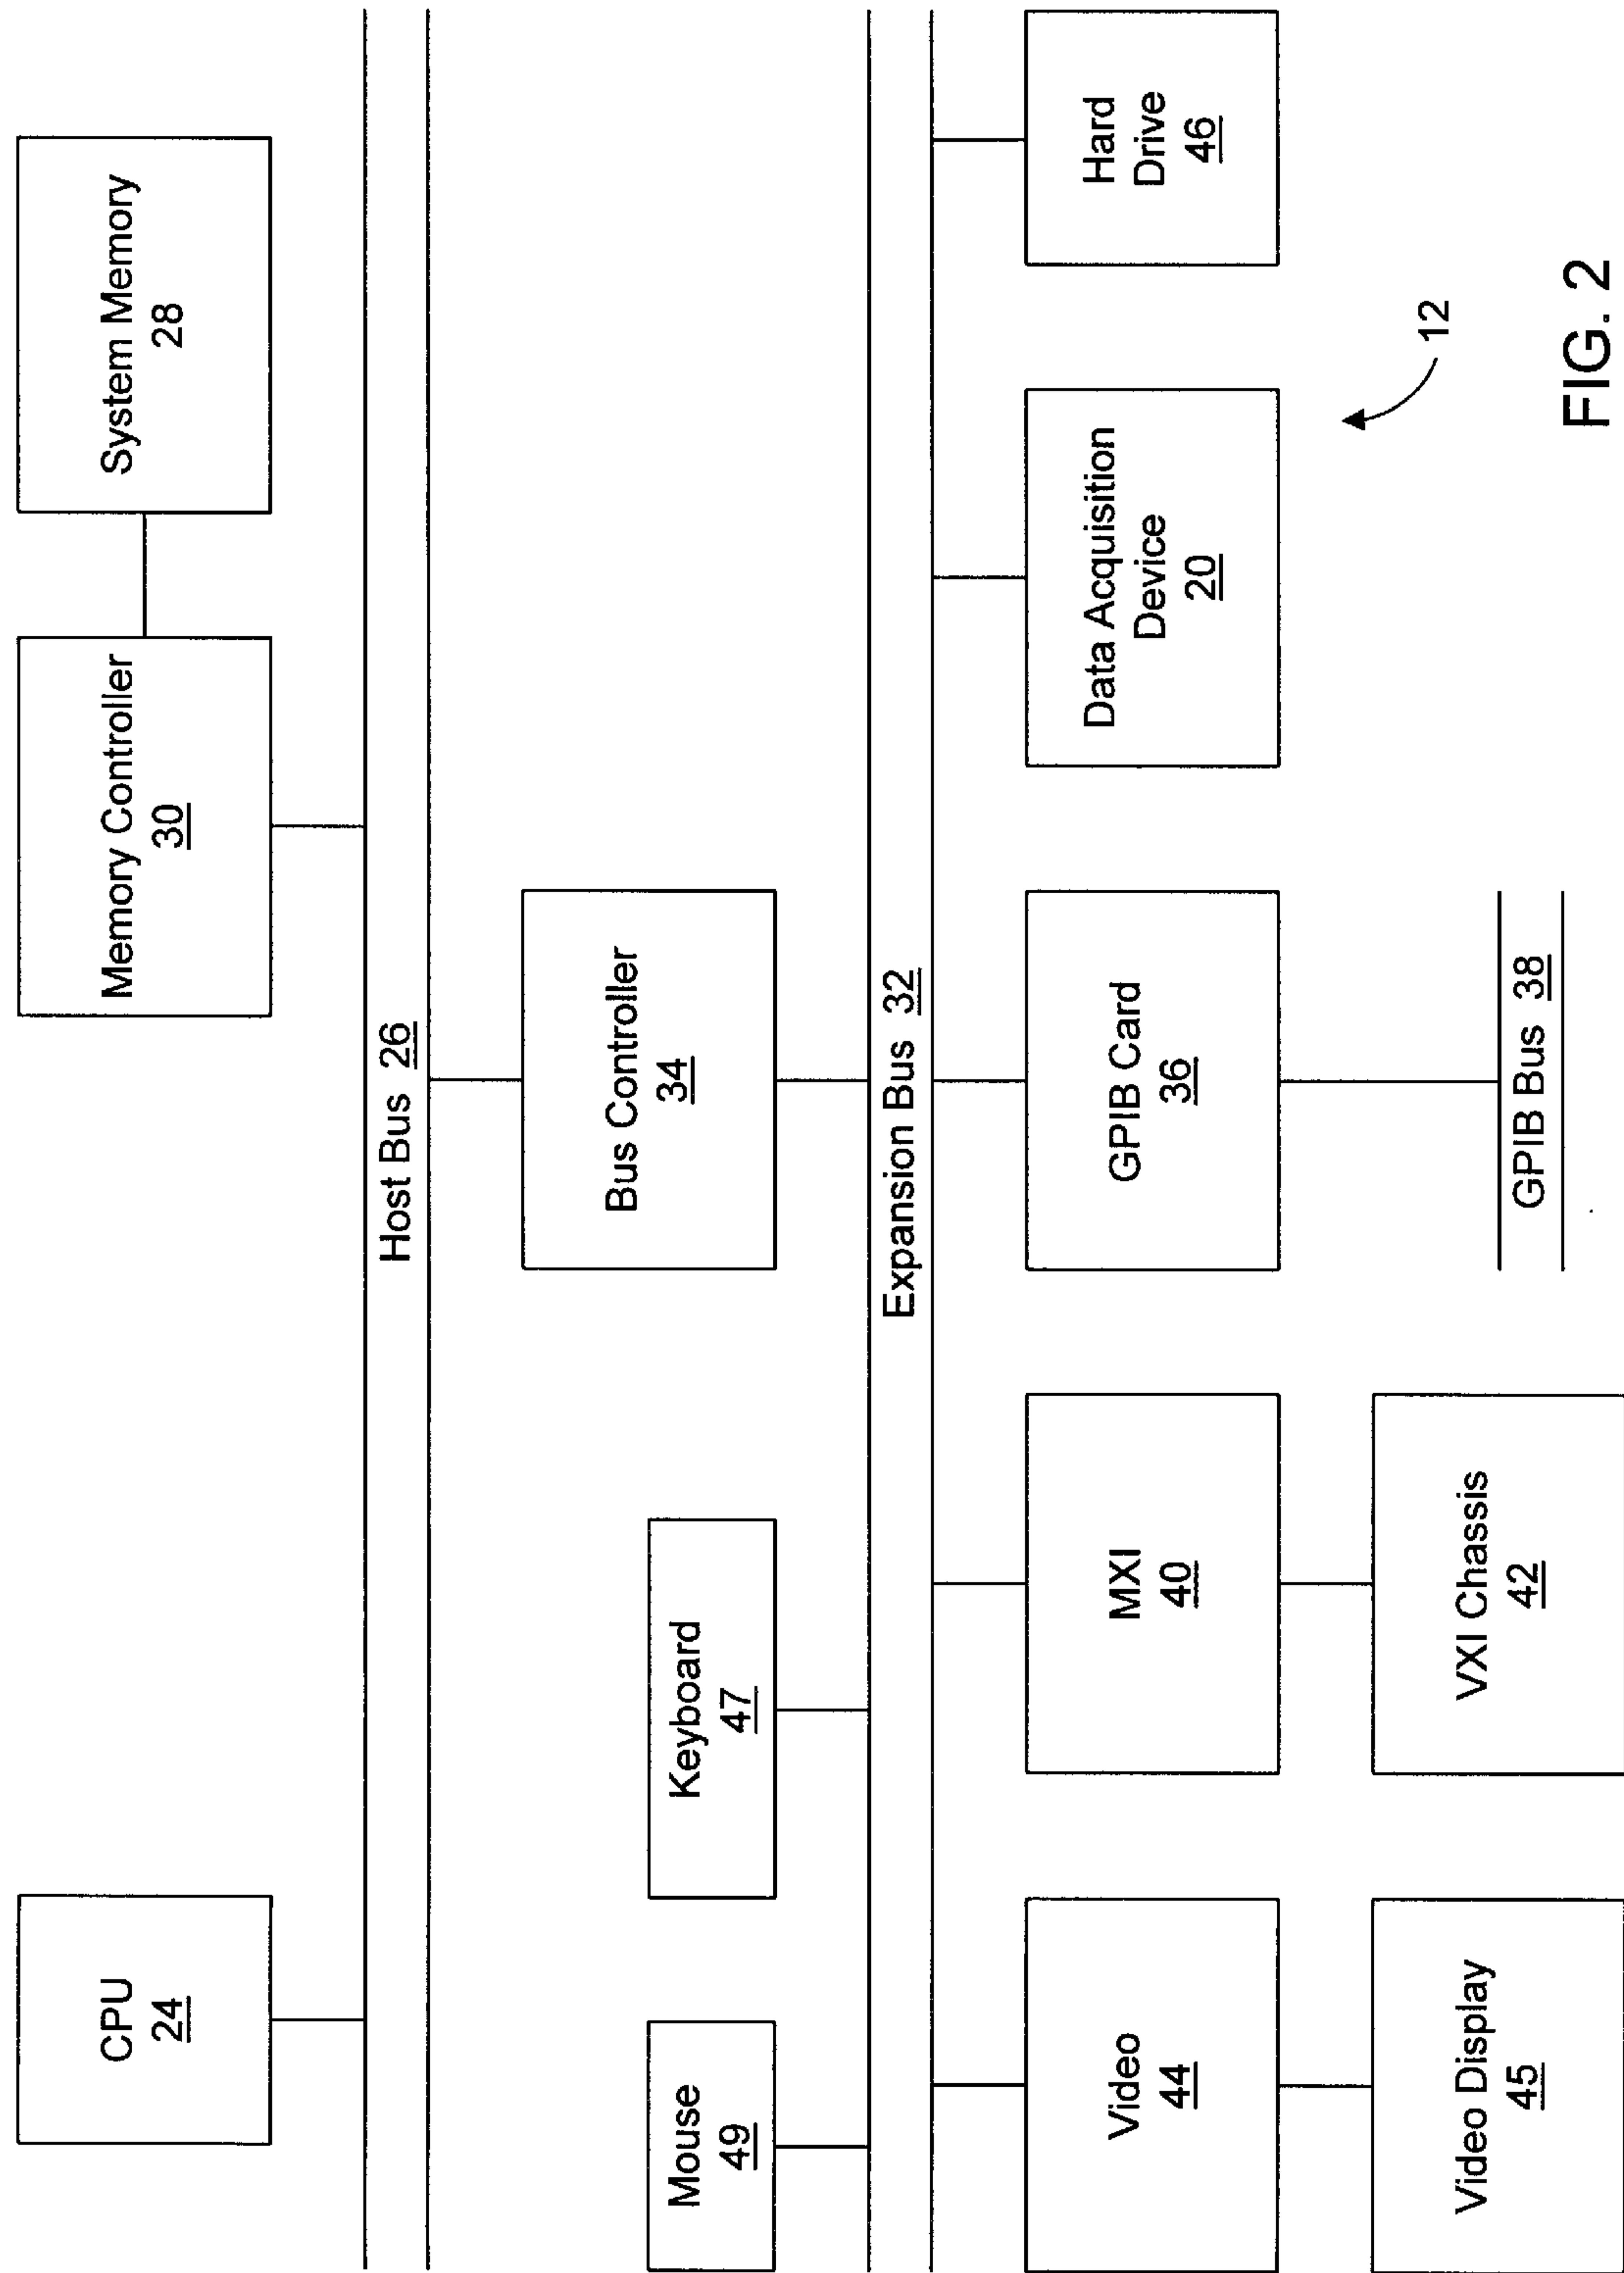 CPU
24
Memory Controller
30
System Memory
28
Host Bus 26
Mouse
49
Keyboard
47
Bus Controller
34
Expansion Bus 32
Video
44
MXI
40
GPIB Card
36
Data Acquisition
Device
20
Hard
Drive
46
Video Display
45
VXI Chassis
42
GPIB Bus 38
12
FIG. 2